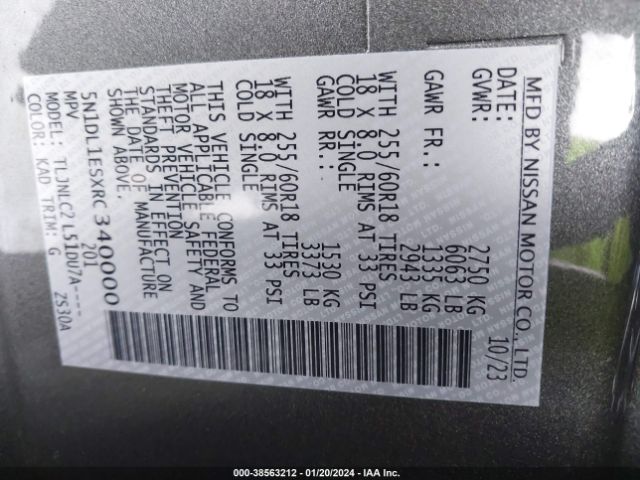 MFD BY NISSAN MOTOR CO., LTD.
DATE: 10/23
GVWR: 2750 KG
6063 LB
GAWR FR.: 1335 KG
2943 LB
WITH 255/60R18 TIRES
18 X 8.0 RIMS AT 33 PSI
COLD SINGLE
GAWR RR.: 1530 KG
3373 LB
WITH 255/60R18 TIRES
18 X 8.0 RIMS AT 33 PSI
COLD SINGLE
THIS VEHICLE CONFORMS TO
ALL APPLICABLE FEDERAL
MOTOR VEHICLE SAFETY AND
THEFT PREVENTION
STANDARDS IN EFFECT ON
THE DATE OF MANUFACTURE
SHOWN ABOVE.
5N1DL1ESXRC340000
MPV 201
MODEL: TLJNLC2 LS1DU7A----
COLOR: KAD TRIM: G 2S30A
000-38563212 - 01/20/2024 - IAA Inc.